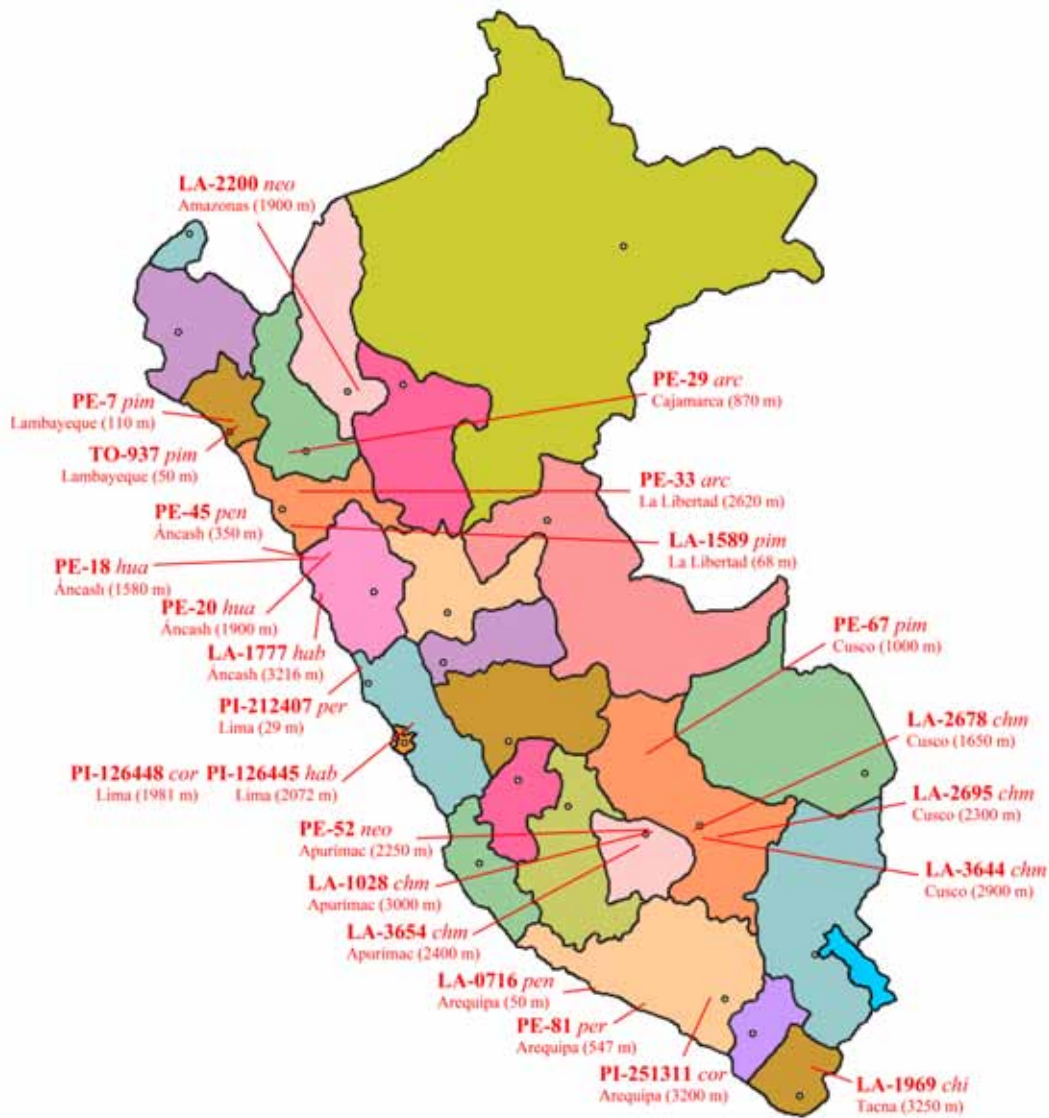 LA-2200 neo
Amazonas (1900 m)
PE-7 pim
Lambayeque (110 m)
TO-937 pim
Lambayeque (50 m)
PE-29 arc
Cajamarca (870 m)
PE-33 arc
La Libertad (2620 m)
PE-45 pen
Áncash (350 m)
LA-1589 pim
La Libertad (68 m)
PE-18 hua
Áncash (1580 m)
PE-20 hua
Áncash (1900 m)
LA-1777 hab
Áncash (3216 m)
PE-67 pim
Cusco (1000 m)
PI-212407 per
Lima (29 m)
LA-2678 chm
Cusco (1650 m)
PI-126448 cor PI-126445 hab
Lima (1981 m) Lima (2072 m)
LA-2695 chm
Cusco (2300 m)
PE-52 neo
Apurímac (2250 m)
LA-3644 chm
Cusco (2900 m)
LA-1028 chm
Apurímac (3000 m)
LA-3654 chm
Apurímac (2400 m)
LA-0716 pen
Arequipa (50 m)
PE-81 per
Arequipa (547 m)
PI-251311 cor
Arequipa (3200 m)
LA-1969 chi
Tacna (3250 m)